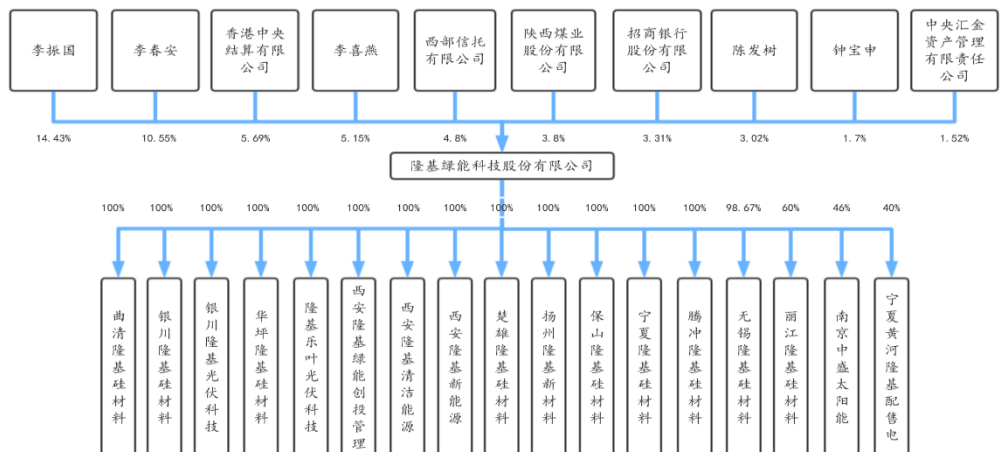 李振国
李春安
香港中央
结算有限
公司
李喜燕
西部信托
有限公司
陕西煤业
股份有限
公司
招商银行
股份有限
公司
陈发树
钟宝申
中央汇金
资产管理
有限责任
公司
14.43%
10.55%
5.69%
5.15%
4.8%
3.8%
3.31%
3.02%
1.7%
1.52%
隆基绿能科技股份有限公司
100%
100%
100%
100%
100%
100%
100%
100%
100%
100%
100%
100%
100%
98.67%
60%
46%
40%
曲清隆基硅材料
银川隆基硅材料
银川隆基光伏科技
华坪隆基硅材料
隆基乐叶光伏科技
西安隆基绿能创投管理
西安隆基清洁能源
西安隆基新能源
楚雄隆基硅材料
扬州隆基新材料
保山隆基硅材料
宁夏隆基硅材料
腾冲隆基硅材料
无锡隆基硅材料
丽江隆基硅材料
南京中盛太阳能
宁夏黄河隆基配售电